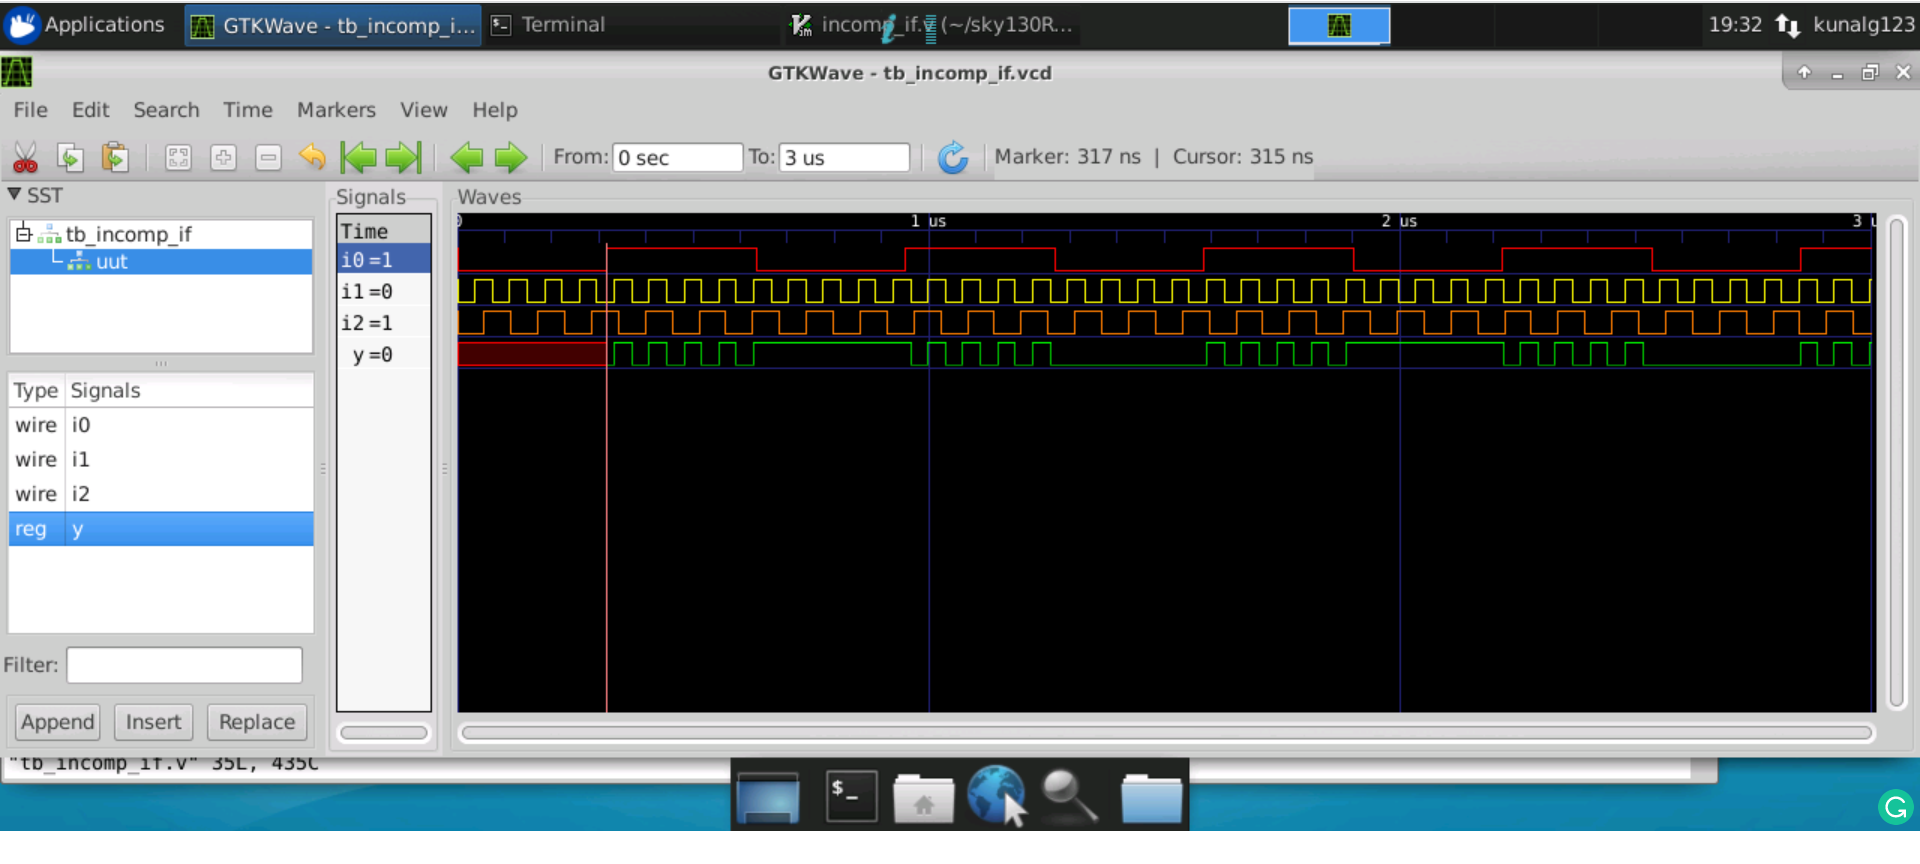 Applications
GTKWave - tb_incomp_i...
Terminal
incomp_if.v (~/sky130R...
19:32
kunalg123
GTKWave - tb_incomp_if.vcd
File Edit Search Time Markers View Help
From: 0 sec To: 3 us
Marker: 317 ns | Cursor: 315 ns
SST
tb_incomp_if
uut
Type Signals
wire i0
wire i1
wire i2
reg y
Filter:
Append Insert Replace
Signals
Time
i0=1
i1=0
i2=1
y=0
Waves
0 1 us 2 us 3 u
"tb_incomp_if.v" 35L, 435C
$_
G